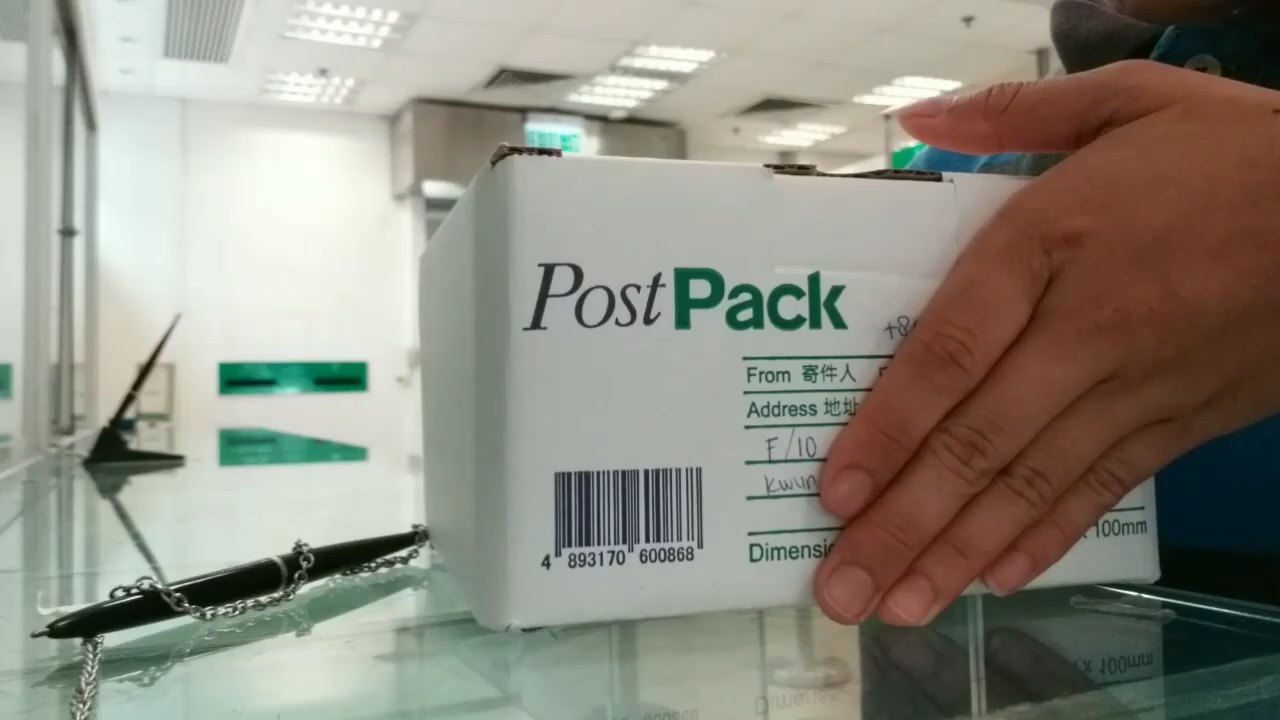 PostPack
+8
From 寄件人
Address 地址
F/10
Kwun
Dimensi
100mm
4 893170 600868